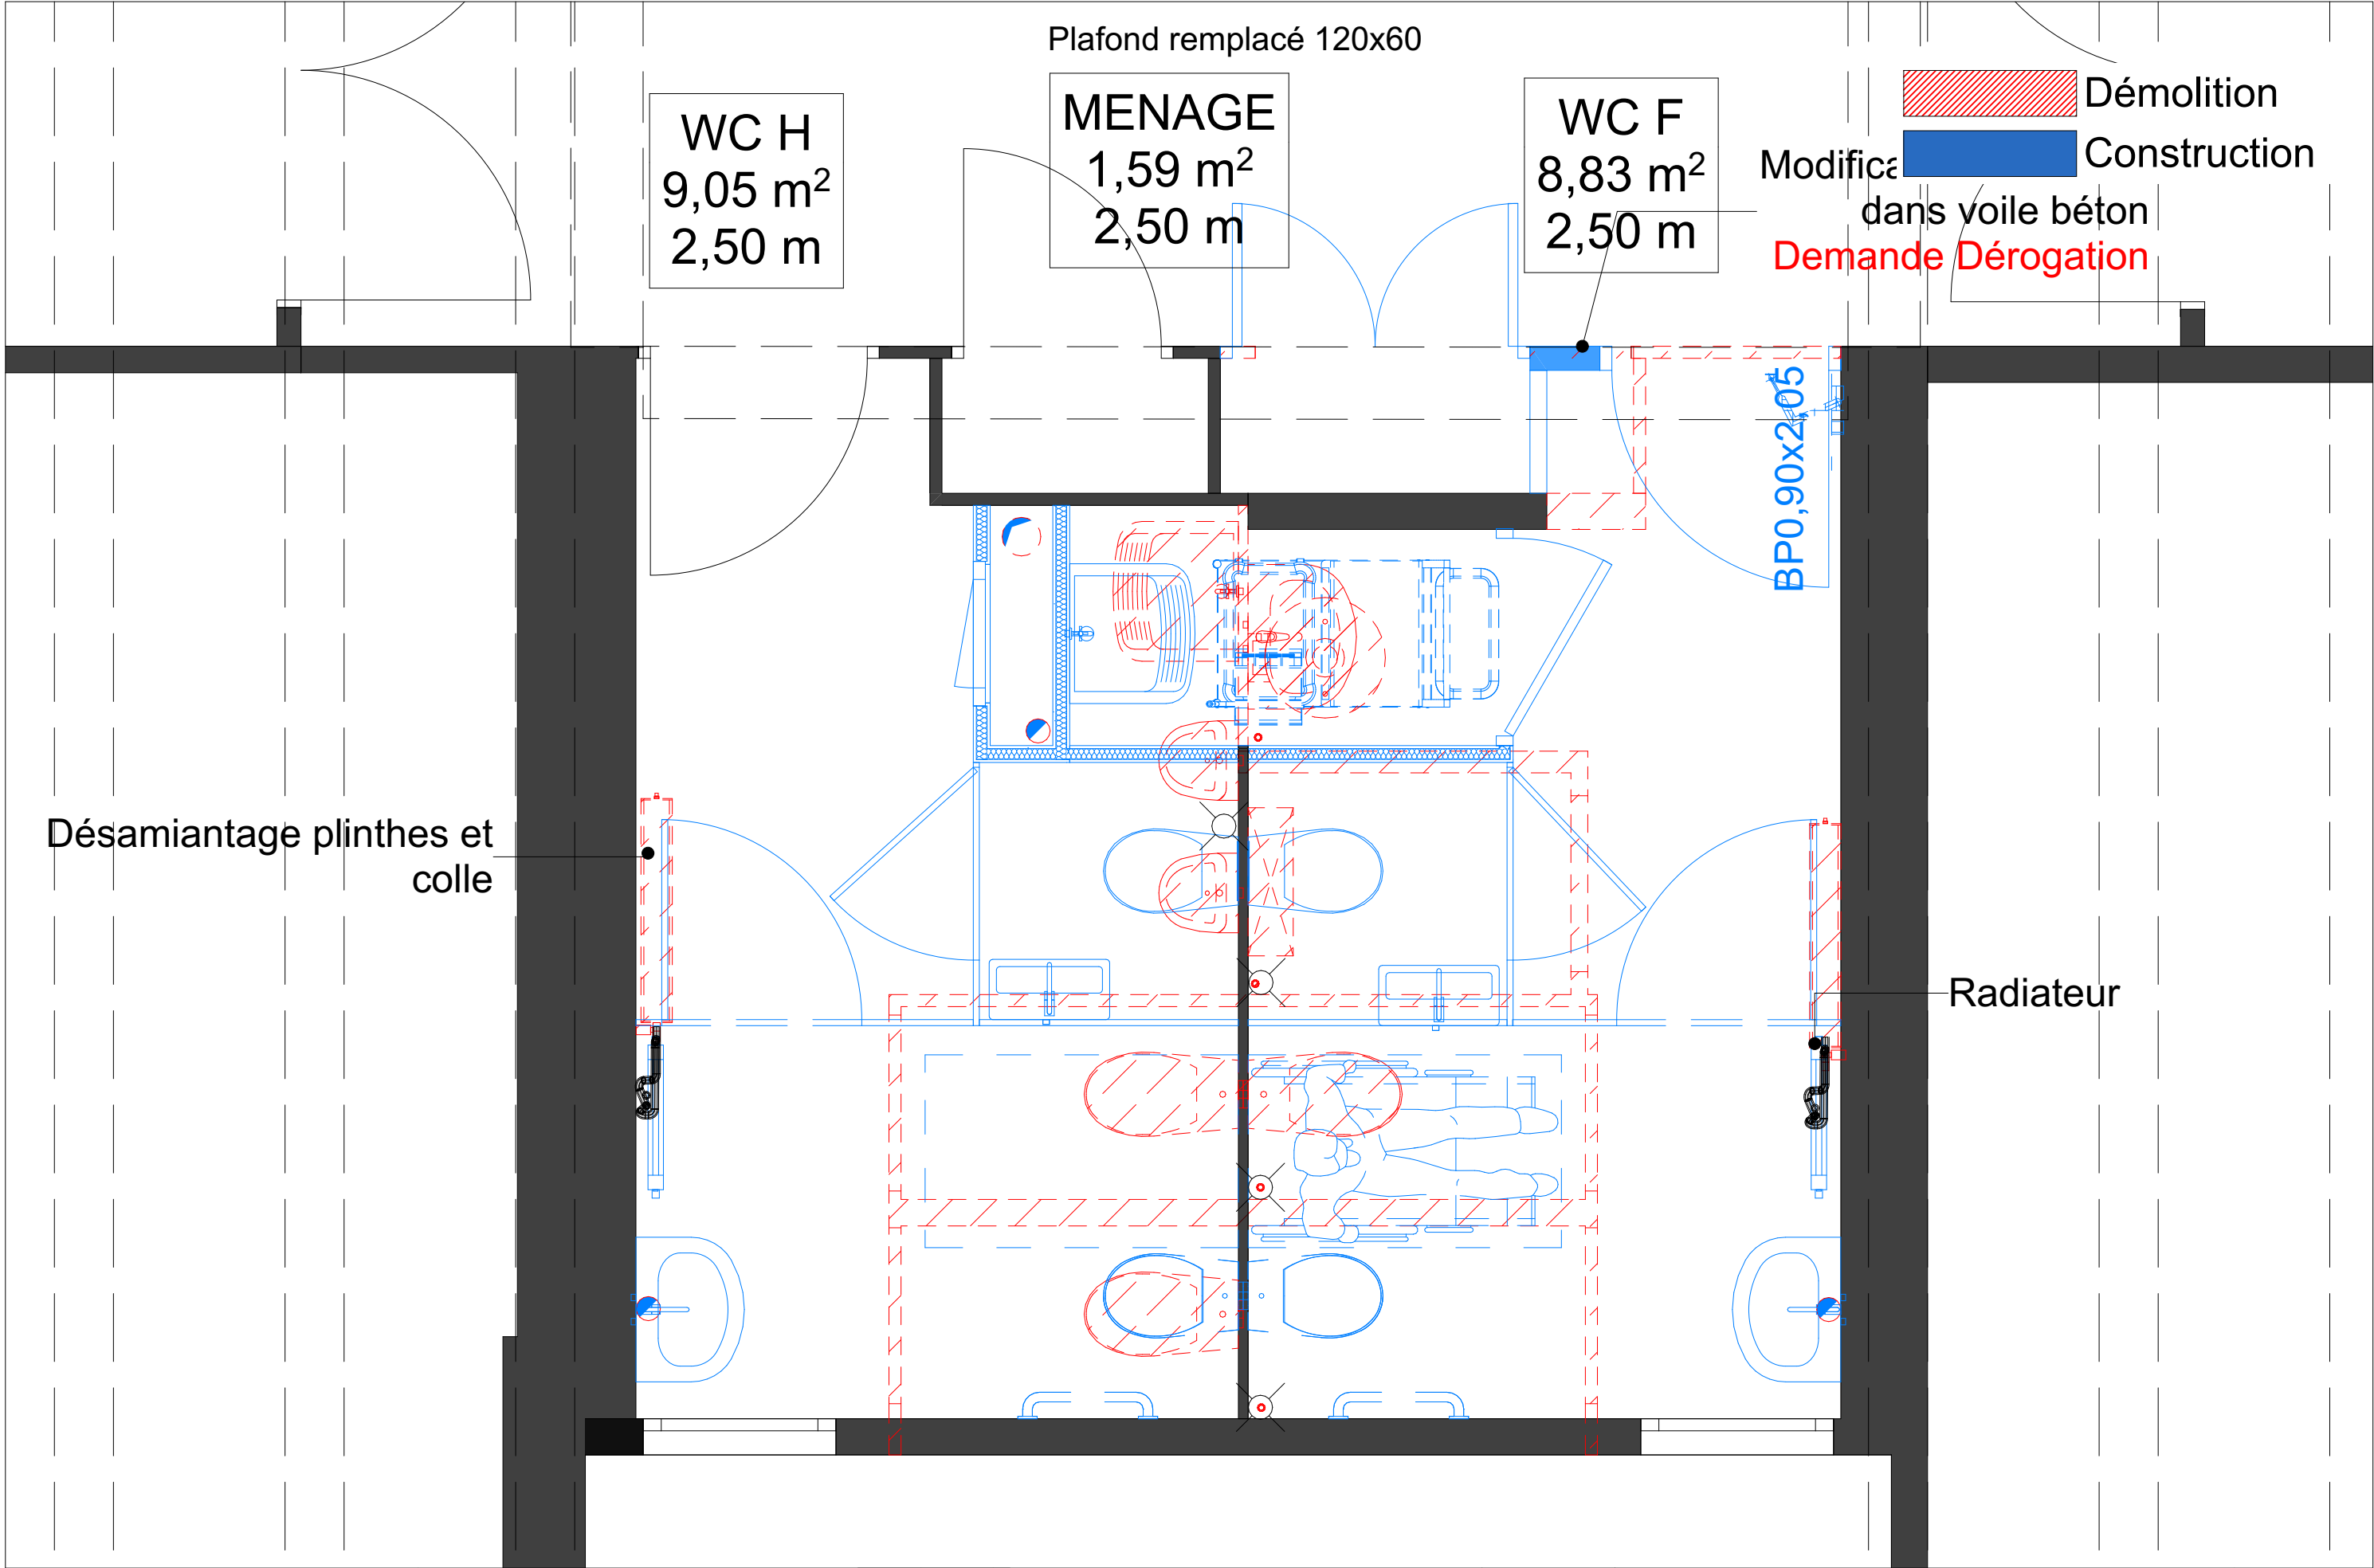 Plafond remplacé 120x60
WC H
9,05 m²
2,50 m
MENAGE
1,59 m²
2,50 m
WC F
8,83 m²
2,50 m
Démolition
Construction
dans voile béton
Demande Dérogation
BP0,90x2,05
Désamiantage plinthes et
colle
Radiateur